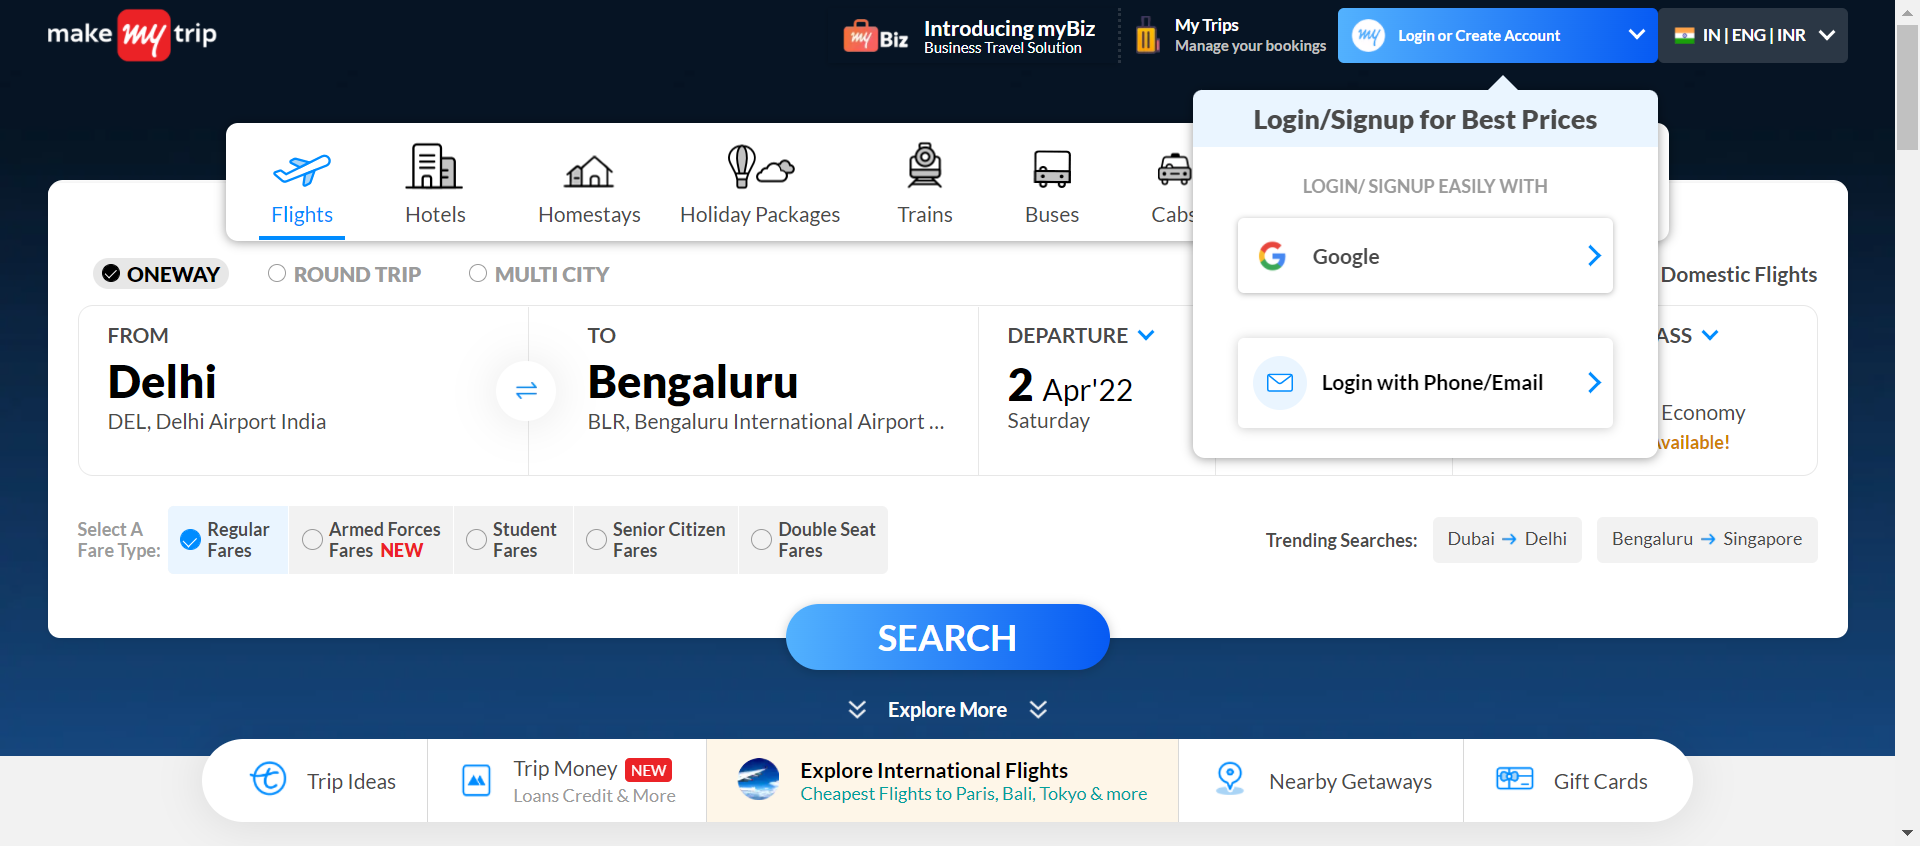 make my trip
my Biz
Introducing myBiz
Business Travel Solution
My Trips
Manage your bookings
my
Login or Create Account
IN | ENG | INR
Login/Signup for Best Prices
LOGIN/ SIGNUP EASILY WITH
Google
Login with Phone/Email
Flights
Hotels
Homestays
Holiday Packages
Trains
Buses
Cabs
ONEWAY
ROUND TRIP
MULTI CITY
Domestic Flights
FROM
Delhi
DEL, Delhi Airport India
TO
Bengaluru
BLR, Bengaluru International Airport ...
DEPARTURE
2 Apr'22
Saturday
ASS
Economy
vailable!
Select A
Fare Type:
Regular
Fares
Armed Forces
Fares NEW
Student
Fares
Senior Citizen
Fares
Double Seat
Fares
Trending Searches:
Dubai → Delhi
Bengaluru → Singapore
SEARCH
Explore More
Trip Ideas
Trip Money NEW
Loans Credit & More
Explore International Flights
Cheapest Flights to Paris, Bali, Tokyo & more
Nearby Getaways
Gift Cards